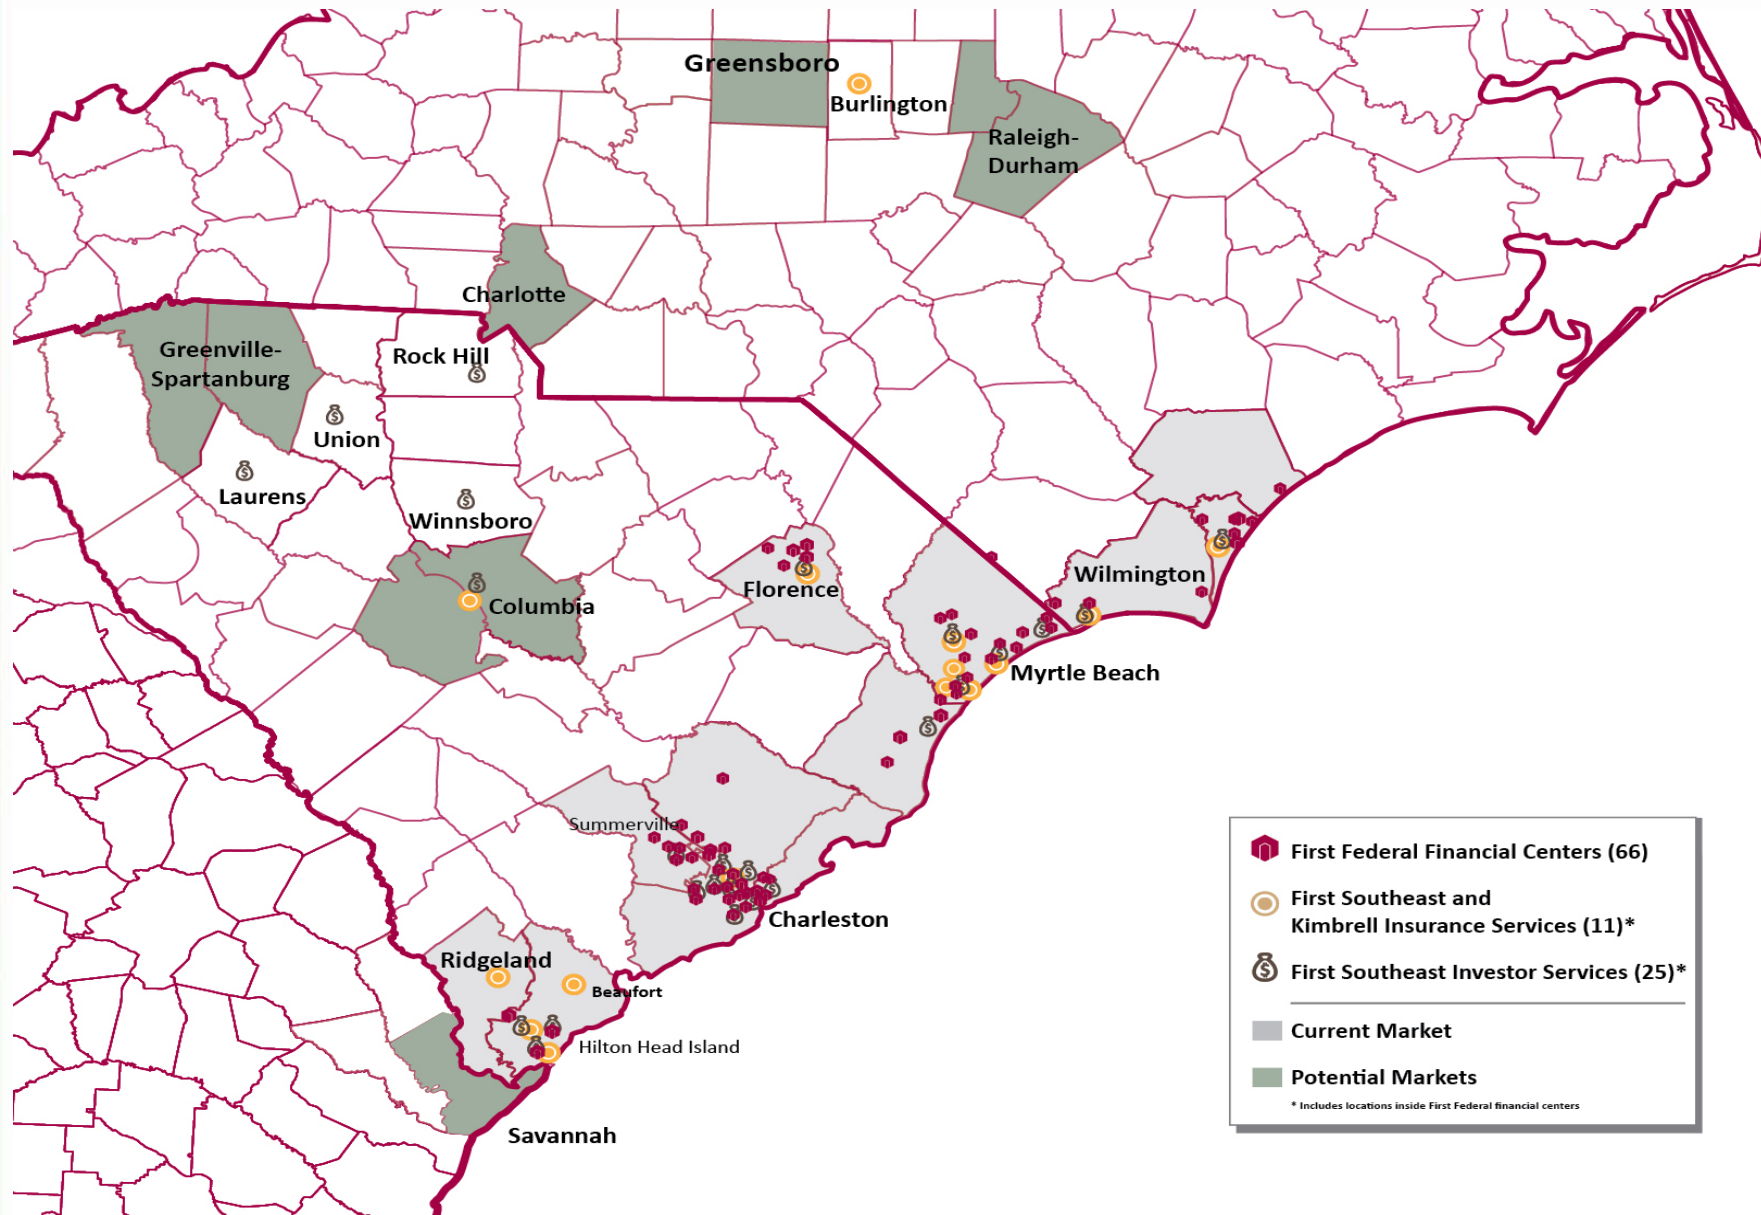 Greensboro
Burlington
Raleigh-
Durham
Charlotte
Greenville-
Spartanburg
Rock Hill
Union
Laurens
Winnsboro
Columbia
Florence
Wilmington
Myrtle Beach
Summerville
Charleston
Ridgeland
Beaufort
Hilton Head Island
Savannah
First Federal Financial Centers (66)
First Southeast and
Kimbrell Insurance Services (11)*
First Southeast Investor Services (25)*
Current Market
Potential Markets
* Includes locations inside First Federal financial centers